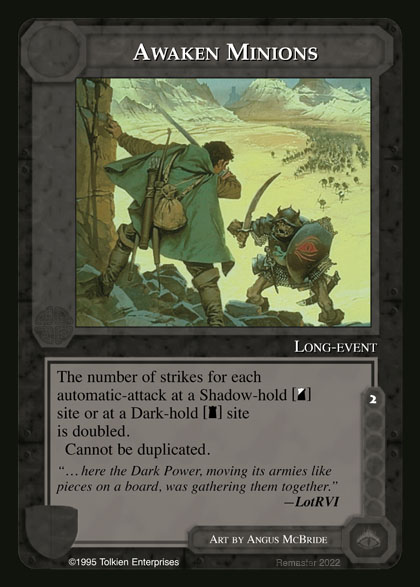 Awaken Minions
Long-event
The number of strikes for each
automatic-attack at a Shadow-hold []
site or at a Dark-hold [] site
is doubled.
Cannot be duplicated.
2
“… here the Dark Power, moving its armies like
pieces on a board, was gathering them together.”
–LotRVI
Art by Angus McBride
©1995 Tolkien Enterprises
Remaster 2022